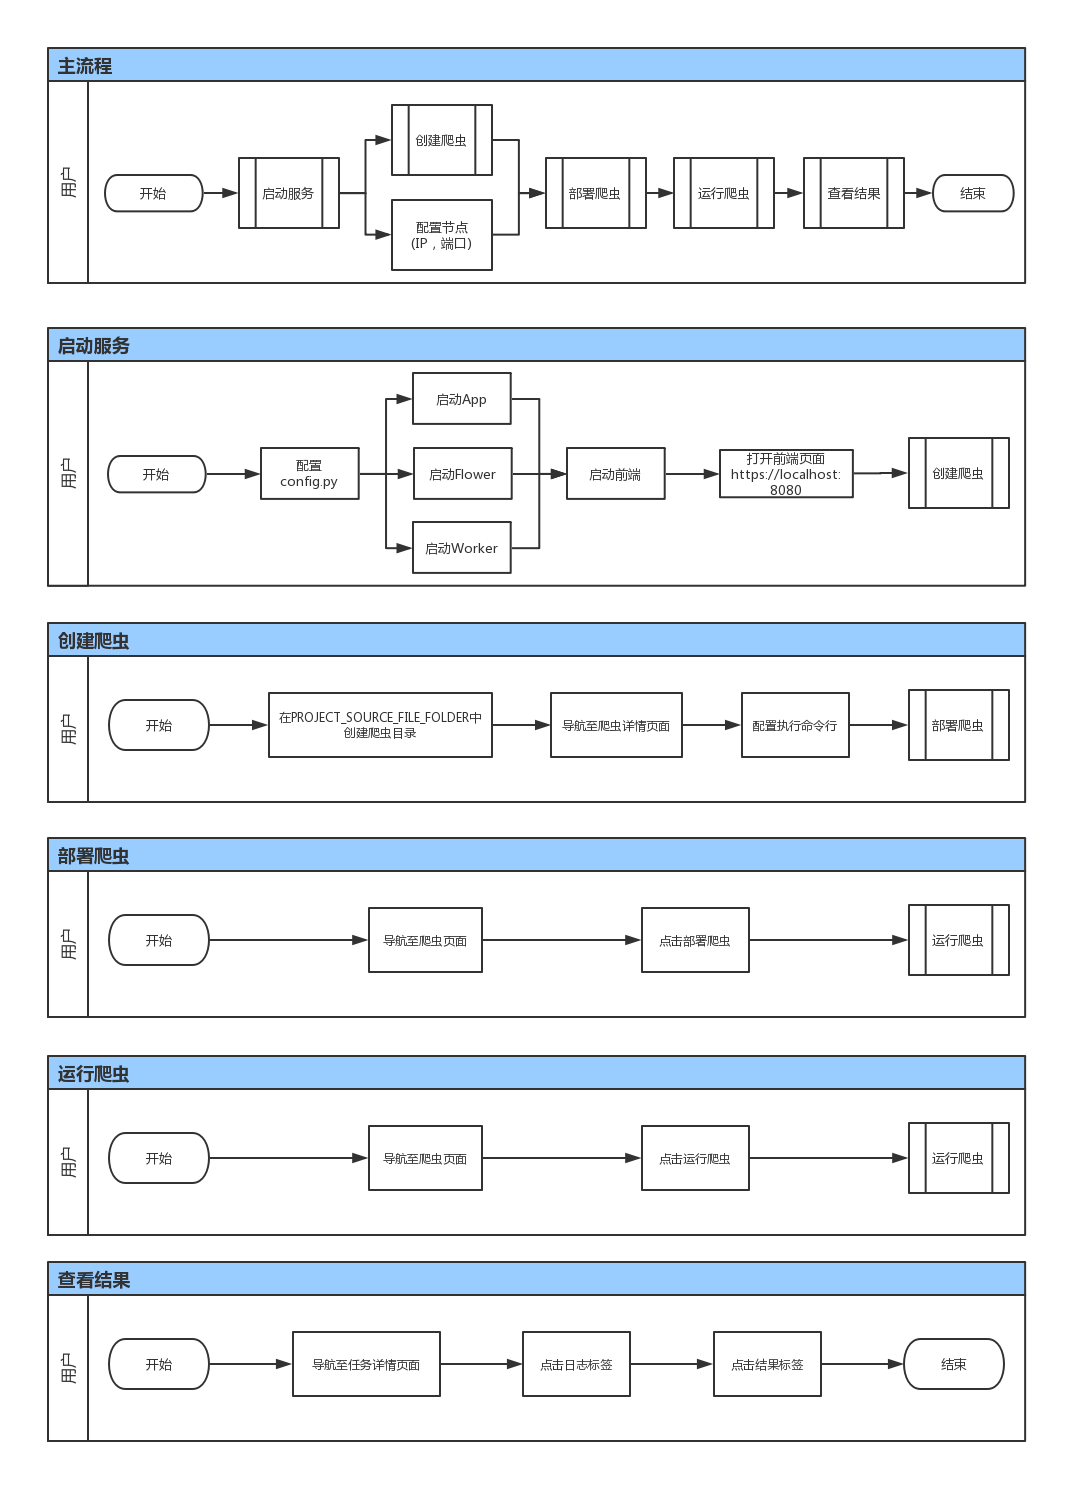 主流程
用户
开始
启动服务
创建爬虫
配置节点
(IP，端口)
部署爬虫
运行爬虫
查看结果
结束
启动服务
用户
开始
配置
config.py
启动App
启动Flower
启动Worker
启动前端
打开前端页面
https://localhost:
8080
创建爬虫
创建爬虫
用户
开始
在PROJECT_SOURCE_FILE_FOLDER中
创建爬虫目录
导航至爬虫详情页面
配置执行命令行
部署爬虫
部署爬虫
用户
开始
导航至爬虫页面
点击部署爬虫
运行爬虫
运行爬虫
用户
开始
导航至爬虫页面
点击运行爬虫
运行爬虫
查看结果
用户
开始
导航至任务详情页面
点击日志标签
点击结果标签
结束